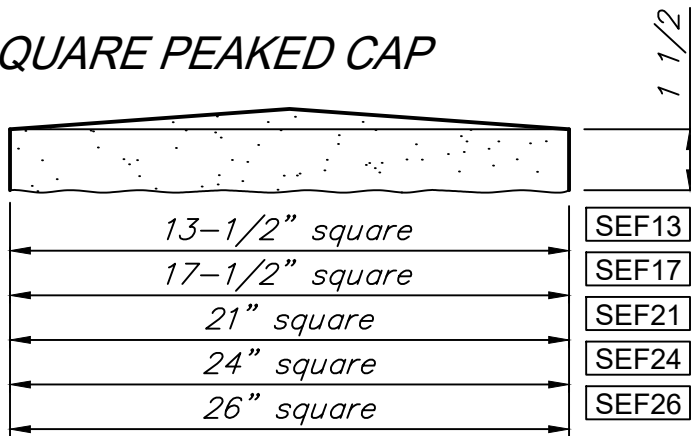 QUARE PEAKED CAP
1 1/2
13-1/2" square SEF13
17-1/2" square SEF17
21" square SEF21
24" square SEF24
26" square SEF26